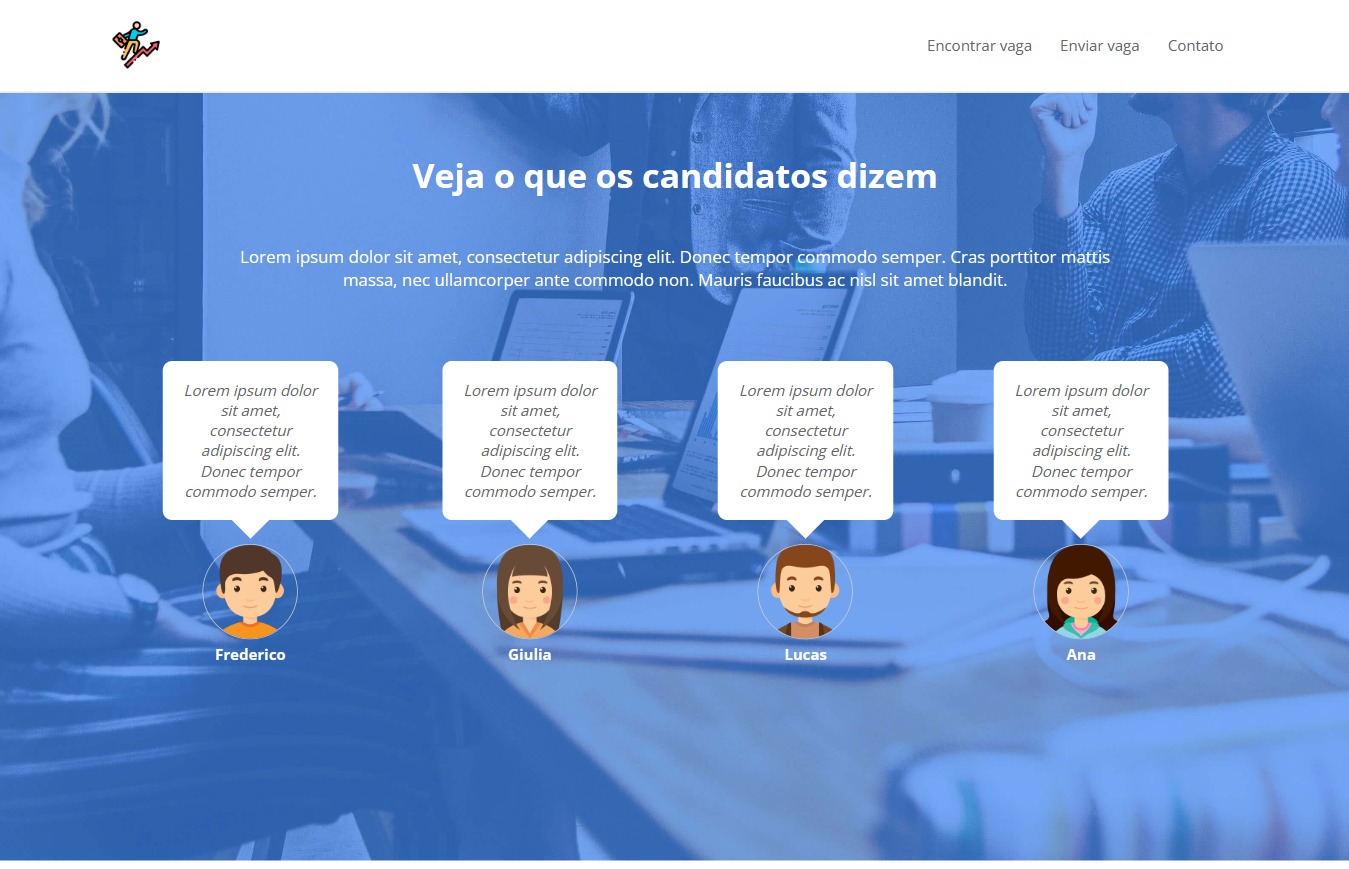 Encontrar vaga
Enviar vaga
Contato
Veja o que os candidatos dizem
Lorem ipsum dolor sit amet, consectetur adipiscing elit. Donec tempor commodo semper. Cras porttitor mattis
massa, nec ullamcorper ante commodo non. Mauris faucibus ac nisl sit amet blandit.
Lorem ipsum dolor
sit amet,
consectetur
adipiscing elit.
Donec tempor
commodo semper.
Frederico
Lorem ipsum dolor
sit amet,
consectetur
adipiscing elit.
Donec tempor
commodo semper.
Giulia
Lorem ipsum dolor
sit amet,
consectetur
adipiscing elit.
Donec tempor
commodo semper.
Lucas
Lorem ipsum dolor
sit amet,
consectetur
adipiscing elit.
Donec tempor
commodo semper.
Ana